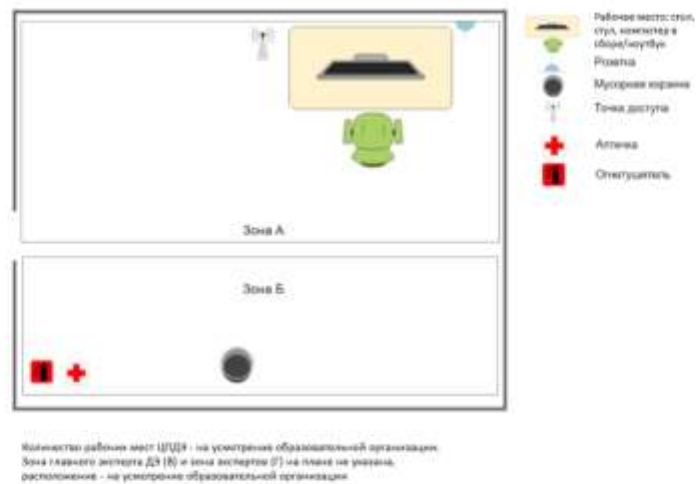 Рабочее место: стол,
стул, компьютер в
сборе/ноутбук
Розетка
Мусорная корзина
Точка доступа
Аптечка
Огнетушитель
Зона А
Зона Б
Количество рабочих мест ЦПДЭ - на усмотрение образовательной организации.
Зона главного эксперта ДЭ (В) и зона экспертов (Г) на плане не указана,
расположение - на усмотрение образовательной организации